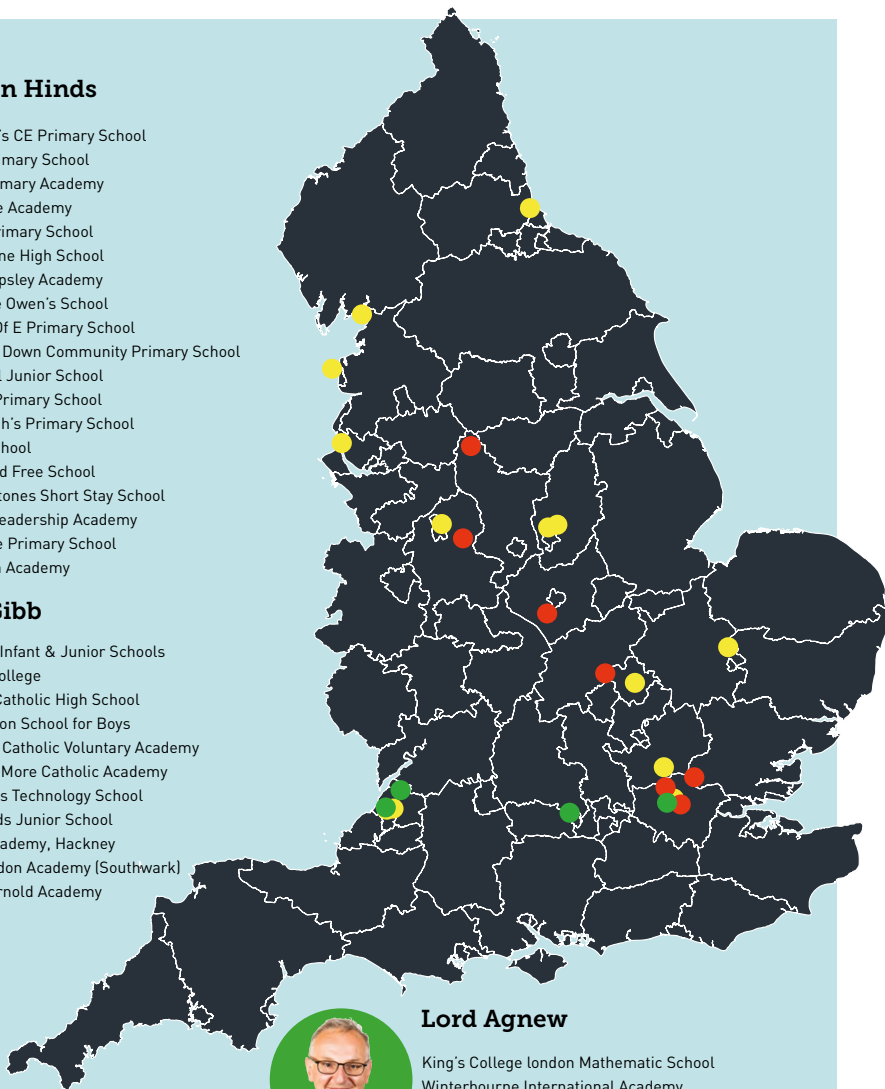 n Hinds
's CE Primary School
mary School
mary Academy
e Academy
rimary School
ne High School
psley Academy
e Owen's School
Of E Primary School
Down Community Primary School
l Junior School
Primary School
h's Primary School
hool
d Free School
tones Short Stay School
eadership Academy
e Primary School
n Academy
Gibb
Infant & Junior Schools
ollege
Catholic High School
on School for Boys
Catholic Voluntary Academy
More Catholic Academy
s Technology School
ds Junior School
ademy, Hackney
don Academy (Southwark)
rnold Academy
Lord Agnew
King's College london Mathematic School
Winterbourne International Academy